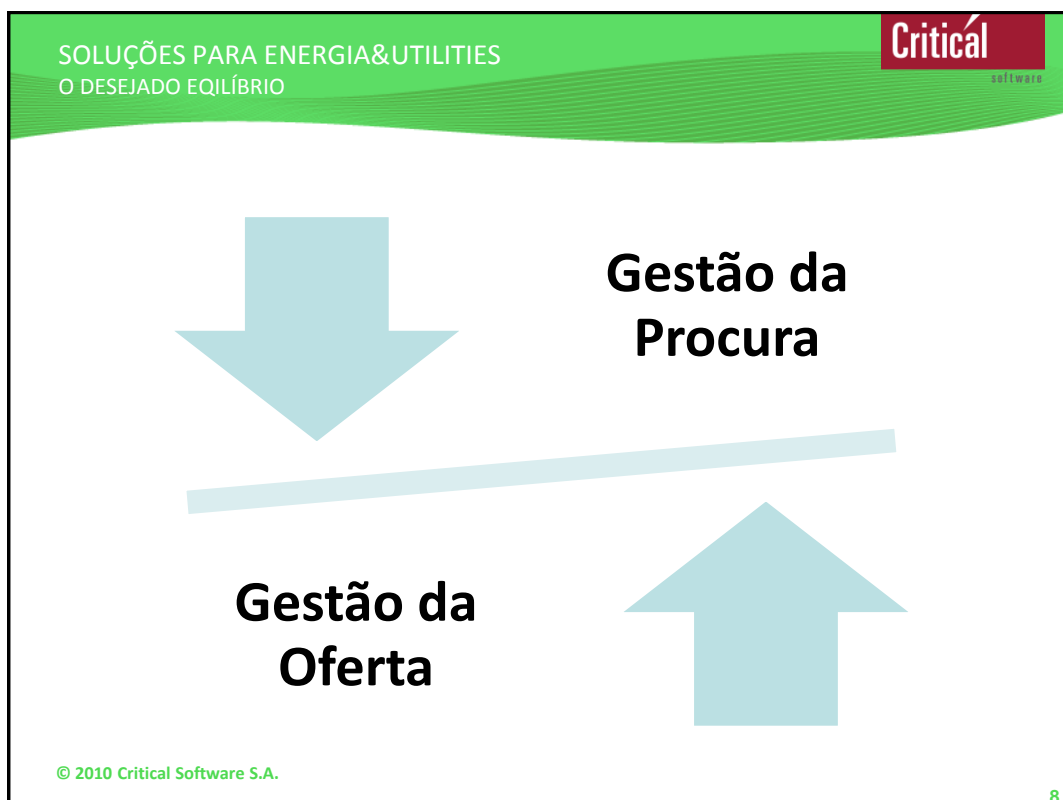 SOLUÇÕES PARA ENERGIA&UTILITIES
O DESEJADO EQILÍBRIO
Critical
software
Gestão da
Procura
Gestão da
Oferta
© 2010 Critical Software S.A.
8